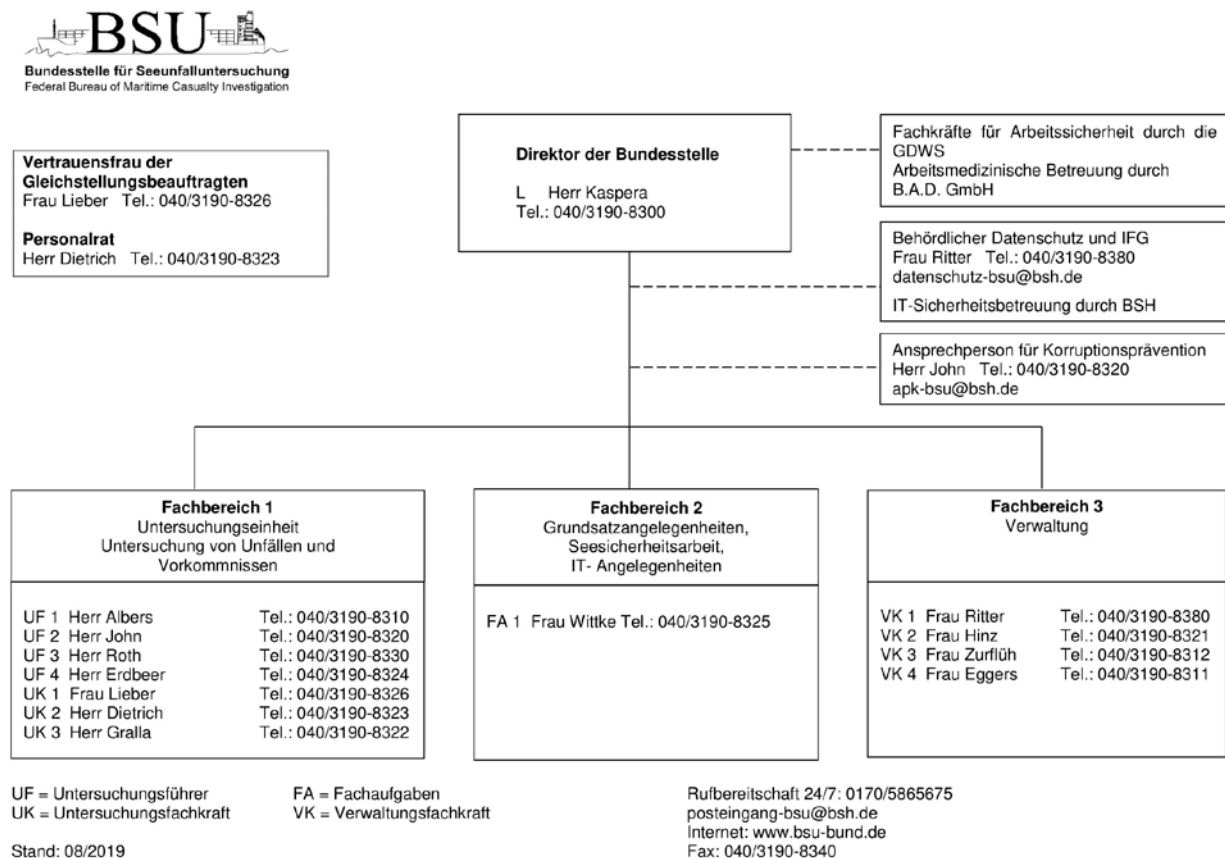 BSU
Bundesstelle für Seeunfalluntersuchung
Federal Bureau of Maritime Casualty Investigation
Vertrauensfrau der
Gleichstellungsbeauftragten
Frau Lieber Tel.: 040/3190-8326
Personalrat
Herr Dietrich Tel.: 040/3190-8323
Direktor der Bundesstelle
L Herr Kaspera
Tel.: 040/3190-8300
Fachkräfte für Arbeitssicherheit durch die
GDWS
Arbeitsmedizinische Betreuung durch
B.A.D. GmbH
Behördlicher Datenschutz und IFG
Frau Ritter Tel.: 040/3190-8380
datenschutz-bsu@bsh.de
IT-Sicherheitsbetreuung durch BSH
Ansprechperson für Korruptionsprävention
Herr John Tel.: 040/3190-8320
apk-bsu@bsh.de
Fachbereich 1
Untersuchungseinheit
Untersuchung von Unfällen und
Vorkommnissen
UF 1 Herr Albers Tel.: 040/3190-8310
UF 2 Herr John Tel.: 040/3190-8320
UF 3 Herr Roth Tel.: 040/3190-8330
UF 4 Herr Erdbeer Tel.: 040/3190-8324
UK 1 Frau Lieber Tel.: 040/3190-8326
UK 2 Herr Dietrich Tel.: 040/3190-8323
UK 3 Herr Gralla Tel.: 040/3190-8322
Fachbereich 2
Grundsatzangelegenheiten,
Seesicherheitsarbeit,
IT- Angelegenheiten
FA 1 Frau Wittke Tel.: 040/3190-8325
Fachbereich 3
Verwaltung
VK 1 Frau Ritter Tel.: 040/3190-8380
VK 2 Frau Hinz Tel.: 040/3190-8321
VK 3 Frau Zurflüh Tel.: 040/3190-8312
VK 4 Frau Eggers Tel.: 040/3190-8311
UF = Untersuchungsführer
UK = Untersuchungsfachkraft
FA = Fachaufgaben
VK = Verwaltungsfachkraft
Stand: 08/2019
Rufbereitschaft 24/7: 0170/5865675
posteingang-bsu@bsh.de
Internet: www.bsu-bund.de
Fax: 040/3190-8340